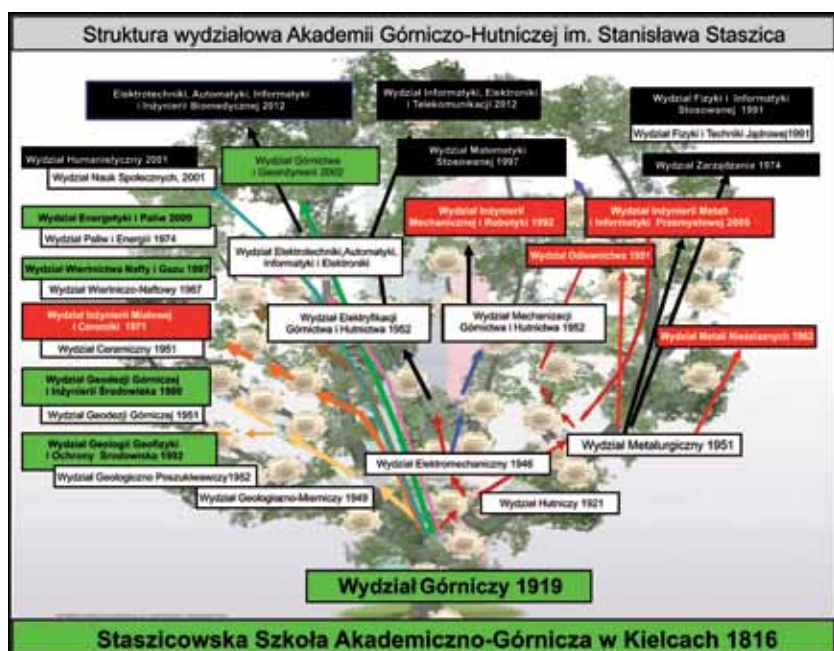 Struktura wydziałowa Akademii Górniczo-Hutniczej im. Stanisława Staszica
Elektrotechniki, Automatyki, Informatyki
i Inżynierii Biomedycznej 2012
Wydział Informatyki, Elektroniki
i Telekomunikacji 2012
Wydział Fizyki i Informatyki
Stosowanej 1991
Wydział Fizyki i Techniki Jądrowej1991
Wydział Humanistyczny 2001
Wydział Nauk Społecznych, 2001
Wydział Górnictwa
i Geoinżynierii 2002
Wydział Matematyki
Stosowanej 1997
Wydział Zarządzania 1974
Wydział Energetyki i Paliw 2009
Wydział Paliw i Energii 1974
Wydział Inżynierii
Mechanicznej i Robotyki 1992
Wydział Inżynierii Metali
i Informatyki Przemysłowej 2005
Wydział Elektrotechniki,Automatyki,
Informatyki i Elektroniki
Wydział Odlewnictwa 1951
Wydział Wiertnictwa Nafty i Gazu 1997
Wydział Wiertniczo-Naftowy 1967
Wydział Inżynierii
i Ceramiki 1971
Wydział Ceramiczny 1951
Wydział Elektryfikacji
Górnictwa i Hutnictwa 1952
Wydział Mechanizacji
Górnictwa i Hutnictwa 1952
Wydział Metali Nieżelaznych 1962
Wydział Geodezji Górniczej
i Inżynierii Środowiska
Wydział Geodezji Górniczej 1951
Wydział Geologii Geofizyki
i Ochrony Środowiska 1992
Wydział Geologiczno 
Wydział Metalurgiczny 1951
Wydział Elektromechaniczny 1946
Wydział 1949
Wydział Hutniczy 1921
Wydział Górniczy 1919
Staszicowska Szkoła Akademiczno-Górnicza w Kielcach 1816